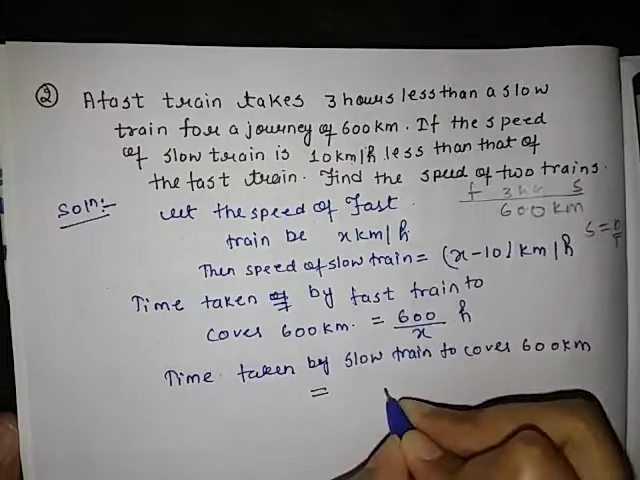 ② A fast train takes 3 hours less than a slow
train for a journey of 600 km. If the speed
of slow train is 10 km/h less than that of
the fast train. Find the speed of two trains.
f 3h< s
600 km
Soln:- Let the speed of Fast
train be x km/h
S = D/T
Then speed of slow train = (x-10) km/h
Time taken by fast train to
cover 600 km. = 600/x h
Time taken by slow train to cover 600 km
=